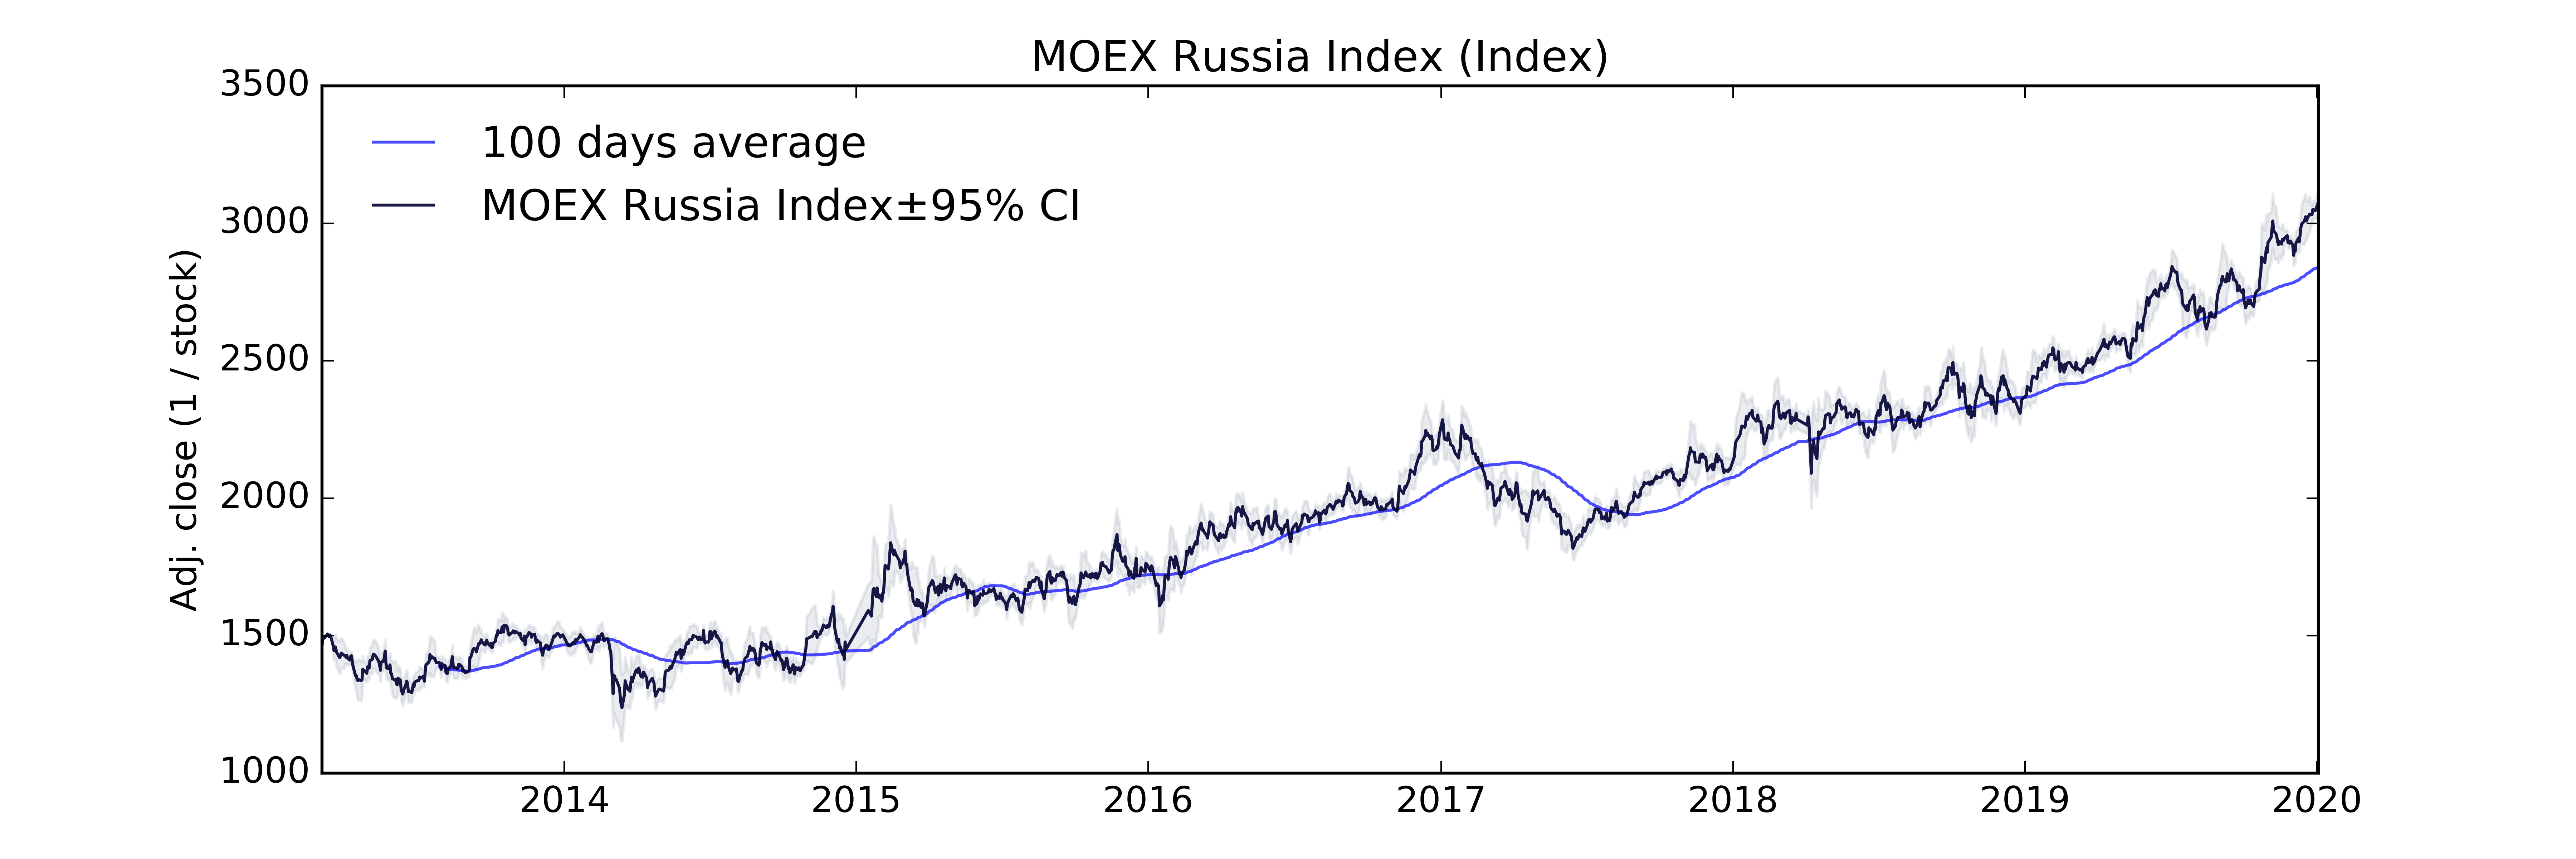 MOEX Russia Index (Index)
3500
3000
2500
2000
1500
1000
Adj. close (1 / stock)
100 days average
MOEX Russia Index±95% CI
2014 2015 2016 2017 2018 2019 2020